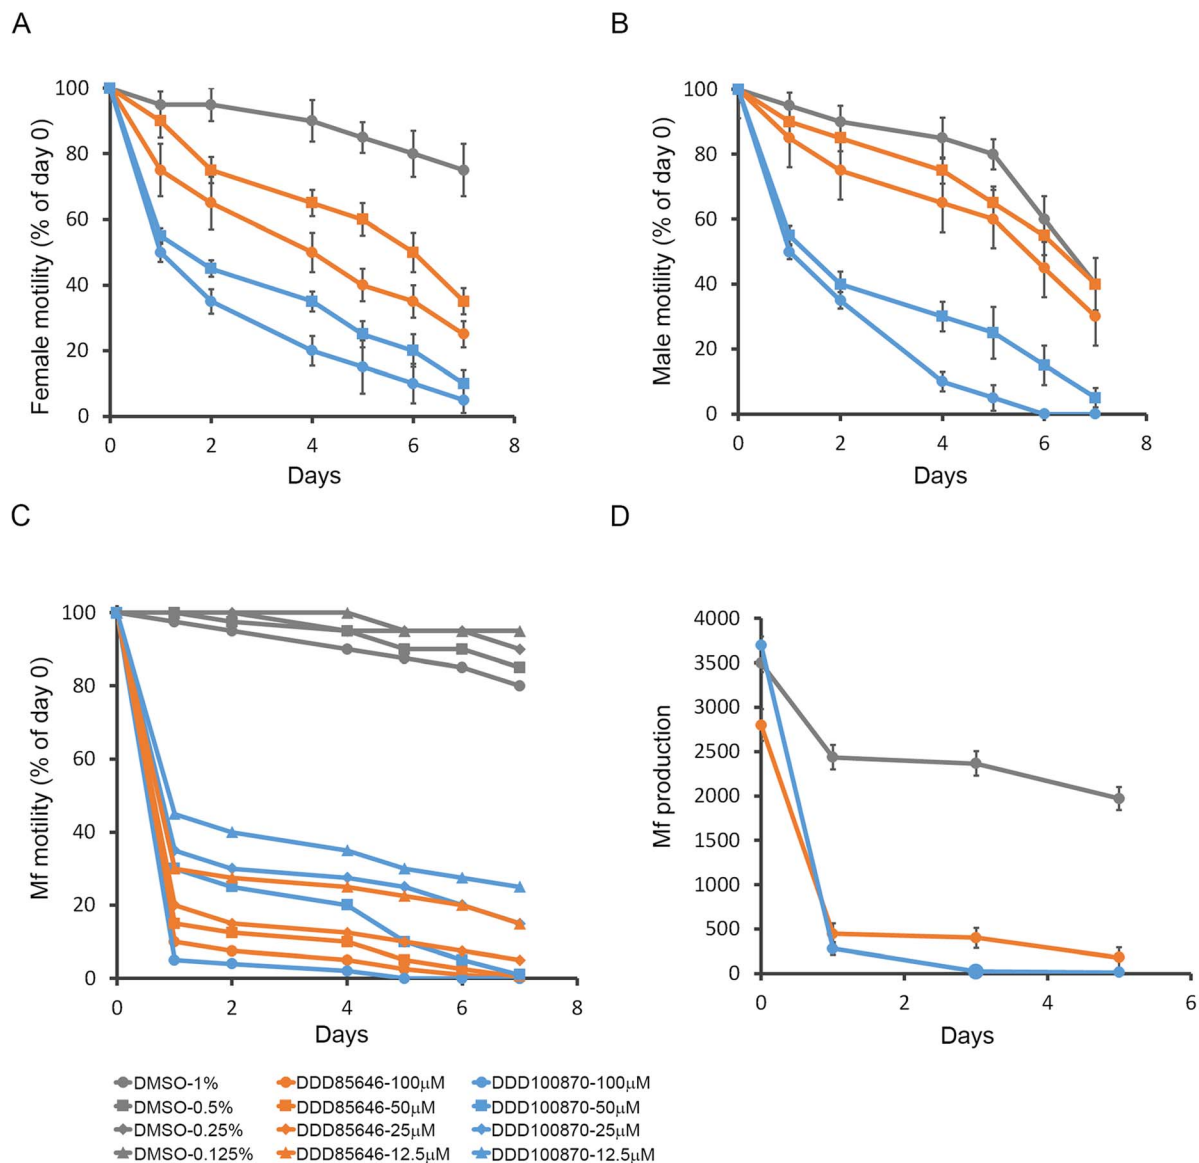 A
Female motility (% of day 0)
100
80
60
40
20
0
0 2 4 6 8
Days
B
Male motility (% of day 0)
100
80
60
40
20
0
0 2 4 6 8
Days
C
Mf motility (% of day 0)
100
80
60
40
20
0
0 2 4 6 8
Days
D
Mf production
4000
3500
3000
2500
2000
1500
1000
500
0
0 2 4 6
Days
DMSO-1% DDD85646-100μM DDD100870-100μM
DMSO-0.5% DDD85646-50μM DDD100870-50μM
DMSO-0.25% DDD85646-25μM DDD100870-25μM
DMSO-0.125% DDD85646-12.5μM DDD100870-12.5μM